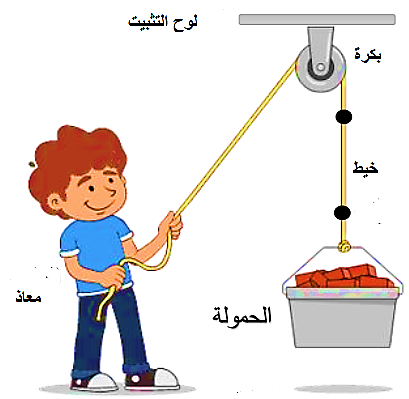 لوح التثبيت
بكرة
خيط
معاذ
الحمولة